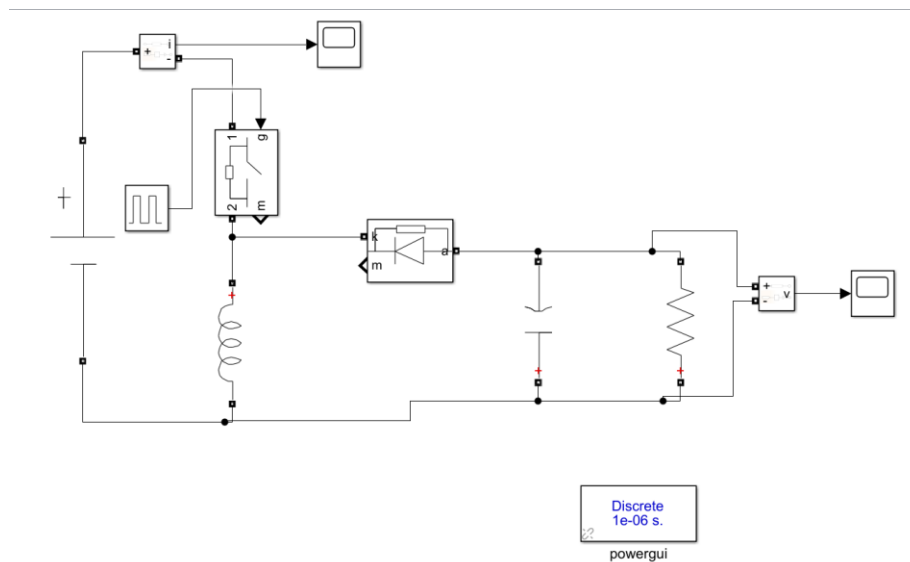 +
i
-
1
g
2
m
+
k
a
m
+
v
-
+
+
+
Discrete
1e-06 s.
powergui